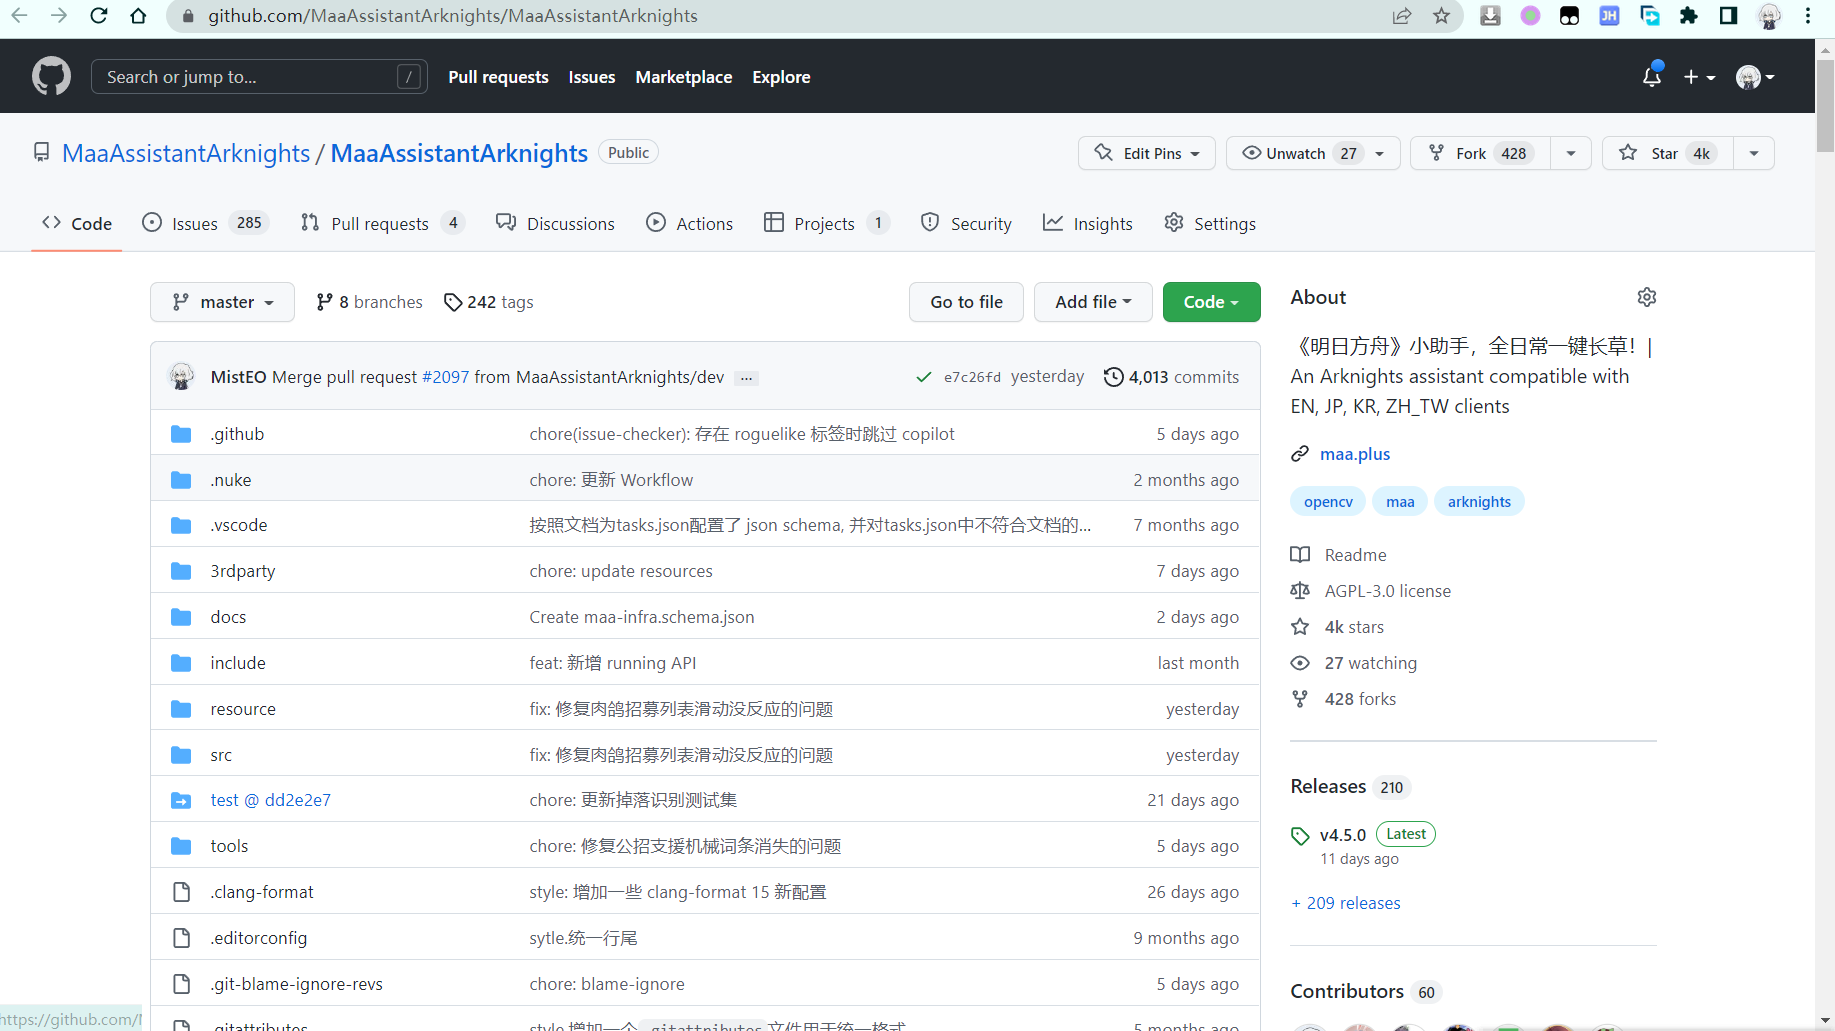 github.com/MaaAssistantArknights/MaaAssistantArknights
JH
Search or jump to... /
Pull requests Issues Marketplace Explore
MaaAssistantArknights / MaaAssistantArknights Public
Edit Pins Unwatch 27 Fork 428 Star 4k
Code Issues 285 Pull requests 4 Discussions Actions Projects 1 Security Insights Settings
master 8 branches 242 tags Go to file Add file Code
MistEO Merge pull request #2097 from MaaAssistantArknights/dev ... e7c26fd yesterday 4,013 commits
.github chore(issue-checker): 存在 roguelike 标签时跳过 copilot 5 days ago
.nuke chore: 更新 Workflow 2 months ago
.vscode 按照文档为tasks.json配置了 json schema, 并对tasks.json中不符合文档的... 7 months ago
3rdparty chore: update resources 7 days ago
docs Create maa-infra.schema.json 2 days ago
include feat: 新增 running API last month
resource fix: 修复肉鸽招募列表滑动没反应的问题 yesterday
src fix: 修复肉鸽招募列表滑动没反应的问题 yesterday
test @ dd2e2e7 chore: 更新掉落识别测试集 21 days ago
tools chore: 修复公招支援机械词条消失的问题 5 days ago
.clang-format style: 增加一些 clang-format 15 新配置 26 days ago
.editorconfig sytle.统一行尾 9 months ago
.git-blame-ignore-revs chore: blame-ignore 5 days ago
.gitattributes style.增加一个 .gitattributes 文件用于统一格式 5 months ago
About
《明日方舟》小助手，全日常一键长草！|
An Arknights assistant compatible with
EN, JP, KR, ZH_TW clients
maa.plus
opencv maa arknights
Readme
AGPL-3.0 license
4k stars
27 watching
428 forks
Releases 210
v4.5.0 Latest
11 days ago
+ 209 releases
Contributors 60
https://github.com/